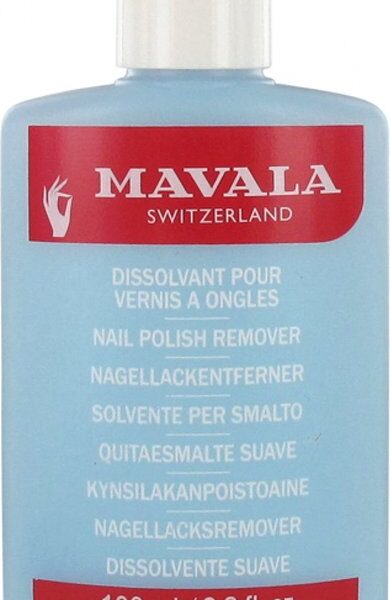 MAVALA
SWITZERLAND
DISSOLVANT POUR
VERNIS A ONGLES
NAIL POLISH REMOVER
NAGELLACKENTFERNER
SOLVENTE PER SMALTO
QUITAESMALTE SUAVE
KYNSILAKANPOISTOAINE
NAGELLACKSREMOVER
DISSOLVENTE SUAVE